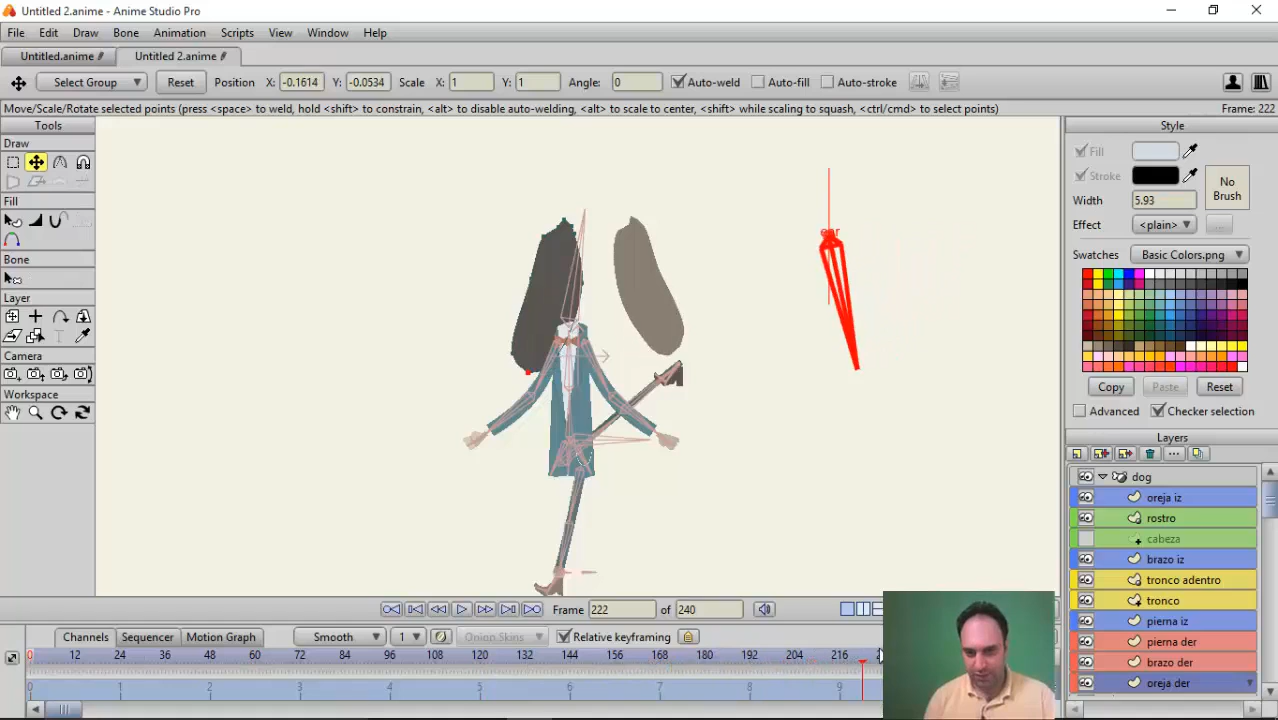 Untitled 2.anime - Anime Studio Pro
File Edit Draw Bone Animation Scripts View Window Help
Untitled.anime Untitled 2.anime
Select Group Reset Position X: -0.1614 Y: -0.0534 Scale X: 1 Y: 1 Angle: 0 Auto-weld Auto-fill Auto-stroke
Move/Scale/Rotate selected points (press <space> to weld, hold <shift> to constrain, <alt> to disable auto-welding, <alt> to scale to center, <shift> while scaling to squash, <ctrl/cmd> to select points) Frame: 222
Tools
Draw
Fill
Bone
Layer
Camera
Workspace
Style
Fill
Stroke
No
Brush
Width 5.93
Effect <plain> ...
Swatches Basic Colors.png
Copy Paste Reset
Advanced Checker selection
Layers
dog
oreja iz
rostro
cabeza
brazo iz
tronco adentro
tronco
pierna iz
pierna der
brazo der
oreja der
Frame 222 of 240
Channels Sequencer Motion Graph Smooth 1 Onion Skins Relative keyframing
0 12 24 36 48 60 72 84 96 108 120 132 144 156 168 180 192 204 216
0 1 2 3 4 5 6 7 8 9